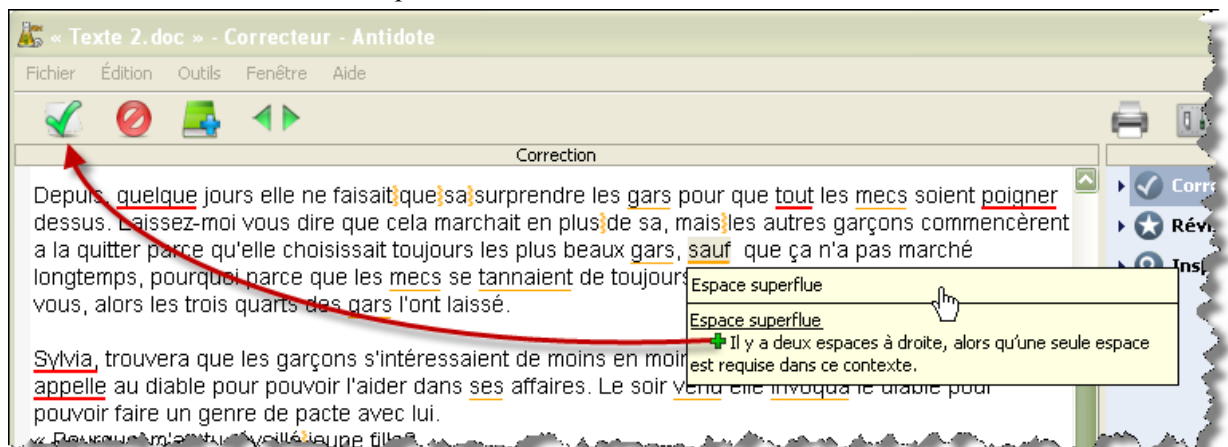 « Texte 2.doc » - Correcteur - Antidote
Fichier Édition Outils Fenêtre Aide
Correction
Depuis, quelque jours elle ne faisait}que}sa}surprendre les gars pour que tout les mecs soient poigner
dessus. Laissez-moi vous dire que cela marchait en plus}de sa, mais}les autres garçons commencèrent
a la quitter parce qu'elle choisissait toujours les plus beaux gars, sauf que ça n'a pas marché
longtemps, pourquoi parce que les mecs se tannaient de toujours
vous, alors les trois quarts des gars l'ont laissé.
Espace superflue
Espace superflue
Il y a deux espaces à droite, alors qu'une seule espace
est requise dans ce contexte.
Sylvia, trouvera que les garçons s'intéressaient de moins en moin
appelle au diable pour pouvoir l'aider dans ses affaires. Le soir venu elle invoqua le diable pour
pouvoir faire un genre de pacte avec lui.
jeune fille?
Corr
Rév
Ins